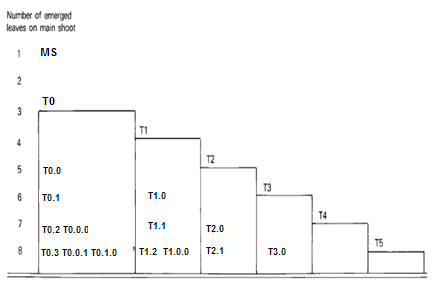 Number of emerged
leaves on main shoot
1 MS
2
3 T0
4 T1
5 T0.0 T2
6 T0.1 T1.0 T3
7 T0.2 T0.0.0 T1.1 T2.0 T4
8 T0.3 T0.0.1 T0.1.0 T1.2 T1.0.0 T2.1 T3.0 T5